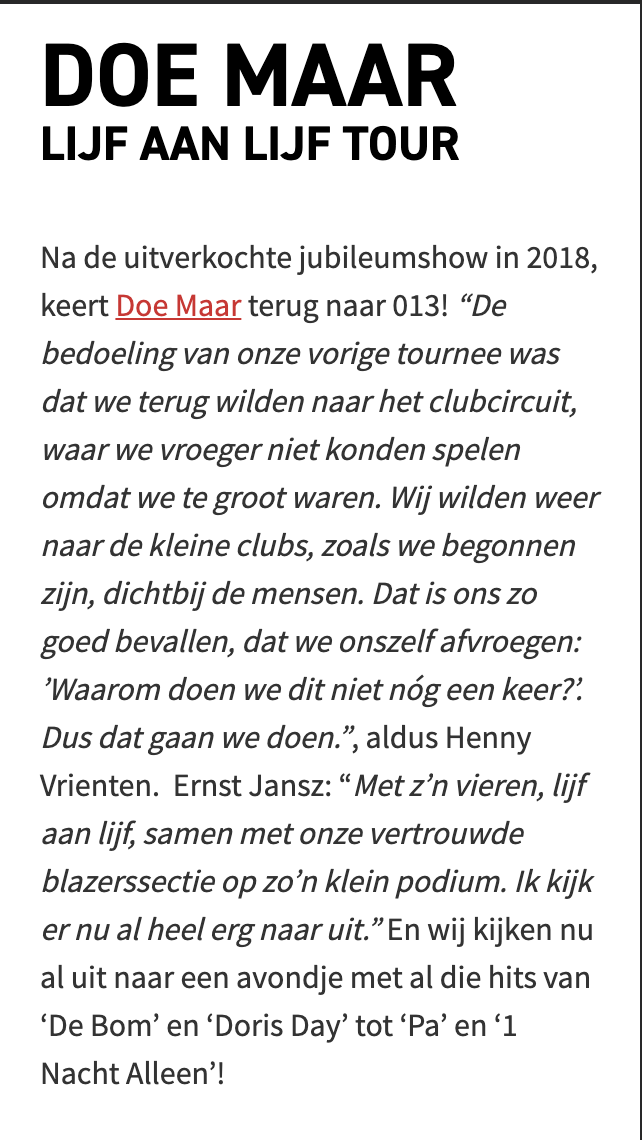 DOE MAAR
LIJF AAN LIJF TOUR
Na de uitverkochte jubileumshow in 2018,
keert Doe Maar terug naar 013! “De
bedoeling van onze vorige tournee was
dat we terug wilden naar het clubcircuit,
waar we vroeger niet konden spelen
omdat we te groot waren. Wij wilden weer
naar de kleine clubs, zoals we begonnen
zijn, dichtbij de mensen. Dat is ons zo
goed bevallen, dat we onszelf afvroegen:
’Waarom doen we dit niet nóg een keer?’.
Dus dat gaan we doen.”, aldus Henny
Vrienten.  Ernst Jansz: “Met z’n vieren, lijf
aan lijf, samen met onze vertrouwde
blazerssectie op zo’n klein podium. Ik kijk
er nu al heel erg naar uit.” En wij kijken nu
al uit naar een avondje met al die hits van
‘De Bom’ en ‘Doris Day’ tot ‘Pa’ en ‘1
Nacht Alleen’!